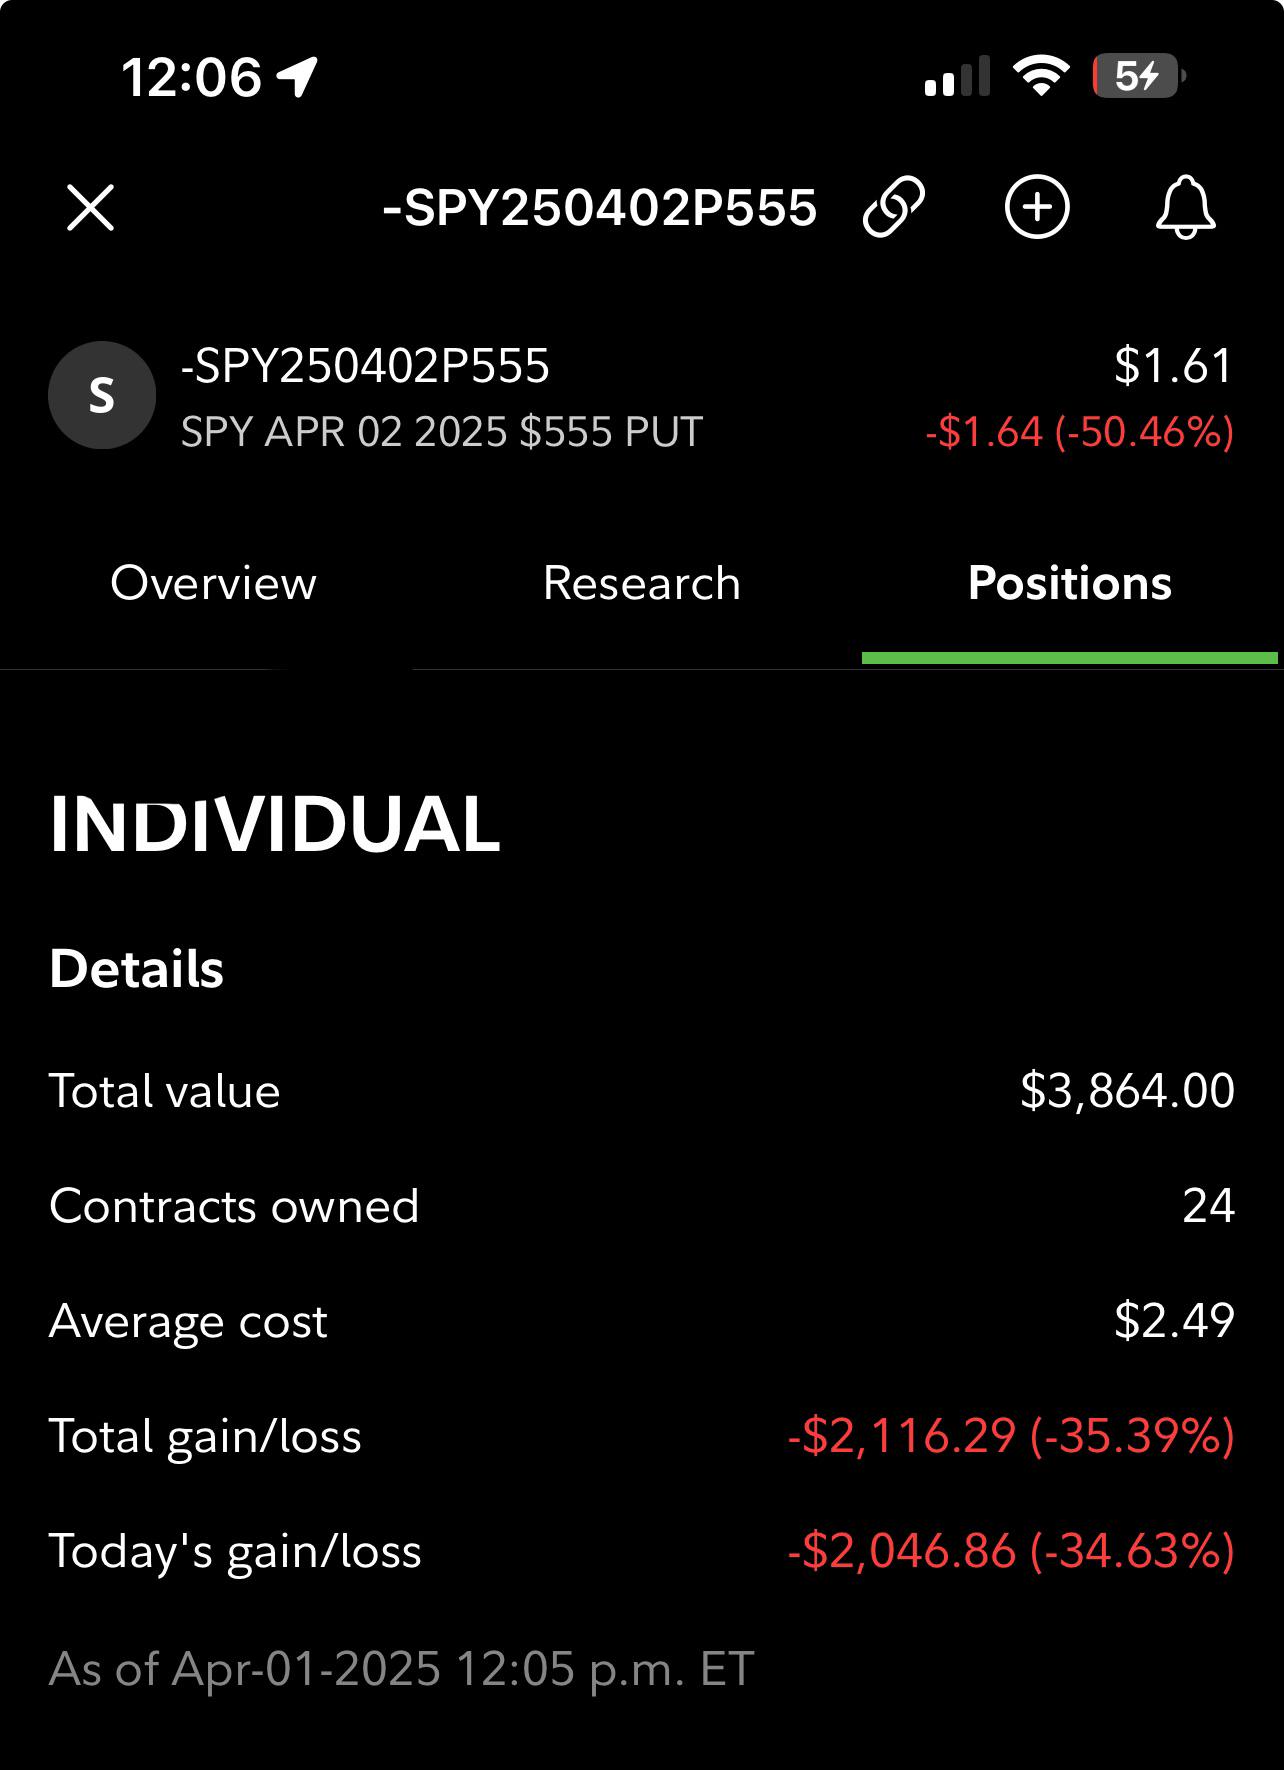 12:06
5
-SPY250402P555
S
-SPY250402P555
$1.61
SPY APR 02 2025 $555 PUT
-$1.64 (-50.46%)
Overview
Research
Positions
INDIVIDUAL
Details
Total value
$3,864.00
Contracts owned
24
Average cost
$2.49
Total gain/loss
-$2,116.29 (-35.39%)
Today's gain/loss
-$2,046.86 (-34.63%)
As of Apr-01-2025 12:05 p.m. ET